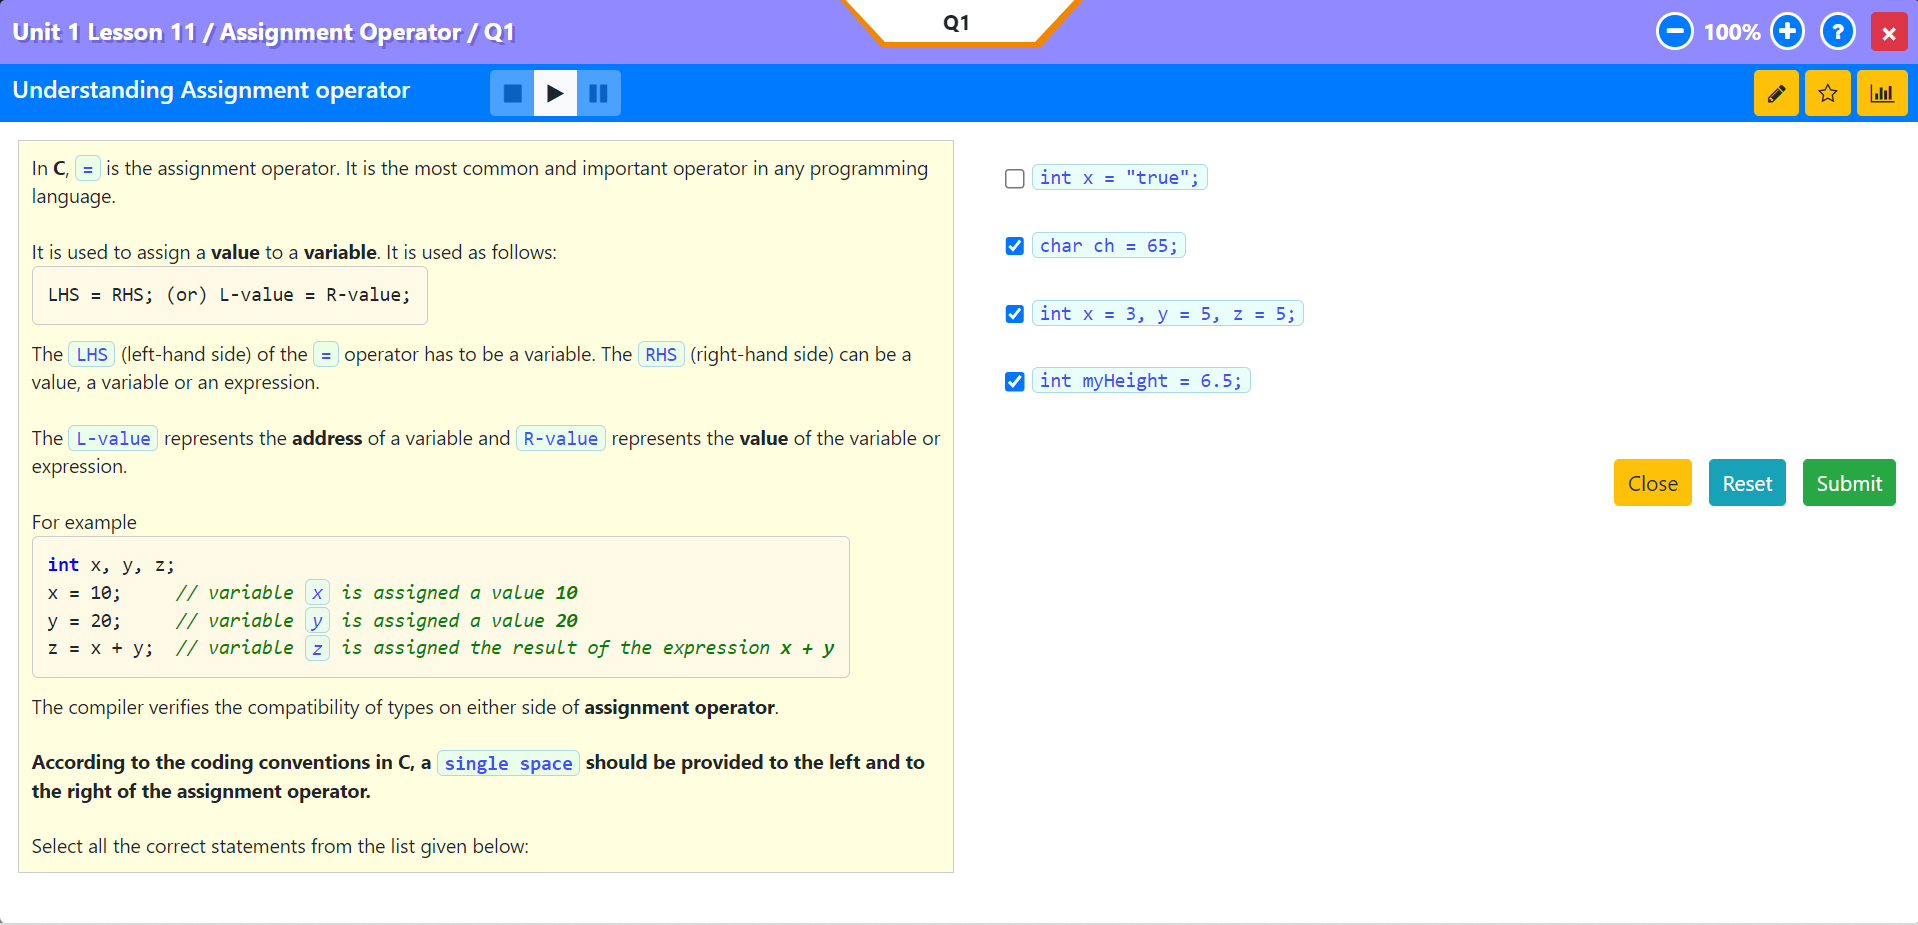 Unit 1 Lesson 11 / Assignment Operator / Q1
Q1
100%
?
×
Understanding Assignment operator
In C, = is the assignment operator. It is the most common and important operator in any programming
language.
It is used to assign a value to a variable. It is used as follows:
LHS = RHS; (or) L-value = R-value;
The LHS (left-hand side) of the = operator has to be a variable. The RHS (right-hand side) can be a
value, a variable or an expression.
The L-value represents the address of a variable and R-value represents the value of the variable or
expression.
For example
int x, y, z;
x = 10; // variable x is assigned a value 10
y = 20; // variable y is assigned a value 20
z = x + y; // variable z is assigned the result of the expression x + y
The compiler verifies the compatibility of types on either side of assignment operator.
According to the coding conventions in C, a single space should be provided to the left and to
the right of the assignment operator.
Select all the correct statements from the list given below:
int x = "true";
char ch = 65;
int x = 3, y = 5, z = 5;
int myHeight = 6.5;
Close Reset Submit